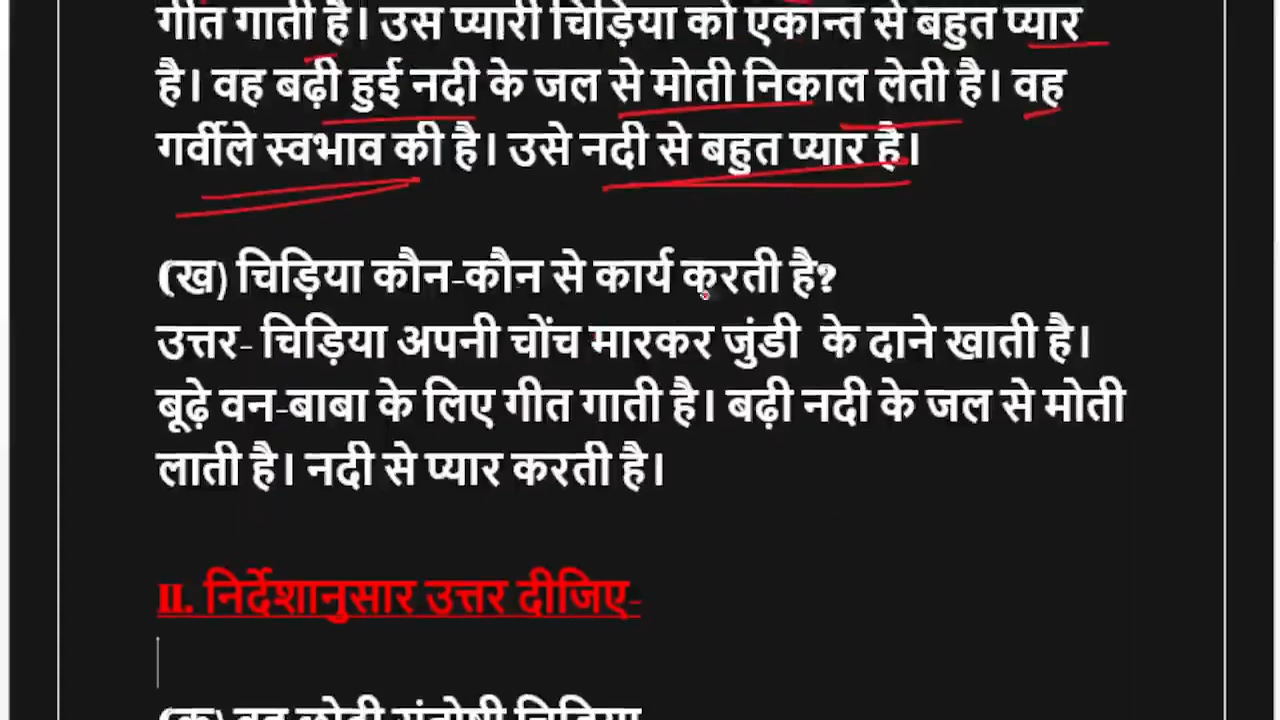 गीत गाती है। उस प्यारी चिड़िया को एकान्त से बहुत प्यार
है। वह बढ़ी हुई नदी के जल से मोती निकाल लेती है। वह
गर्वीले स्वभाव की है। उसे नदी से बहुत प्यार है।
(ख) चिड़िया कौन-कौन से कार्य करती है?
उत्तर- चिड़िया अपनी चोंच मारकर जुंडी के दाने खाती है।
बूढ़े वन-बाबा के लिए गीत गाती है। बढ़ी नदी के जल से मोती
लाती है। नदी से प्यार करती है।
II. निर्देशानुसार उत्तर दीजिए-
(क) वह छोटी संतोषी चिड़िया